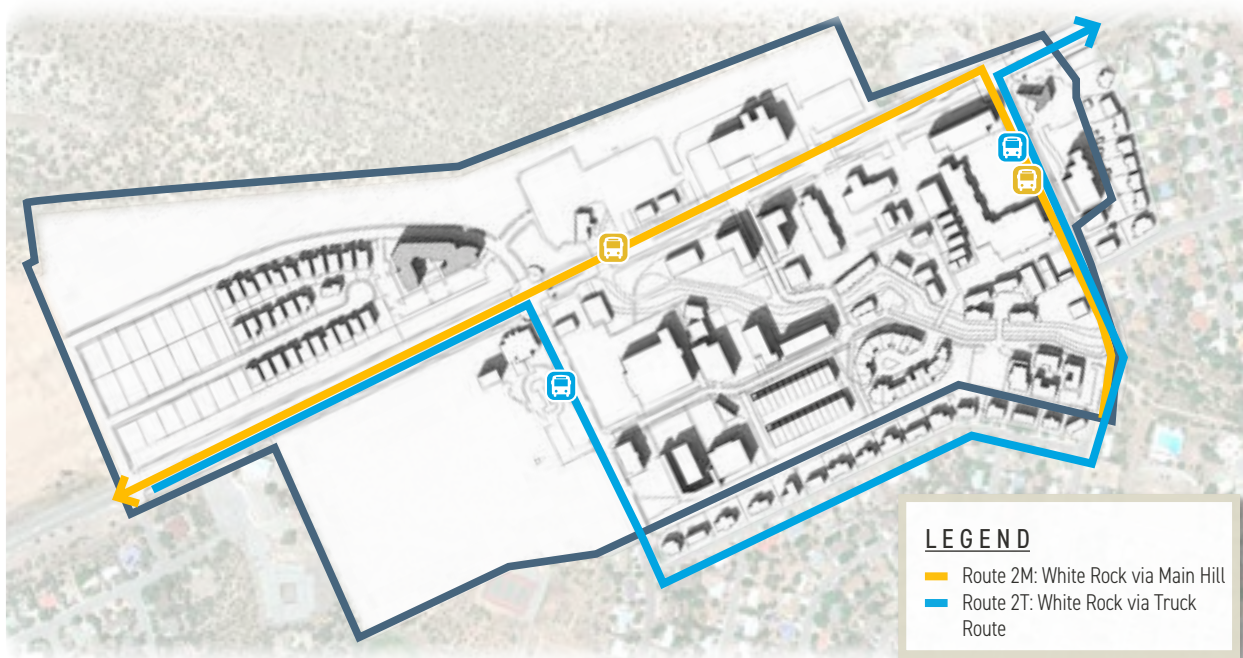 LEGEND
Route 2M: White Rock via Main Hill
Route 2T: White Rock via Truck
Route